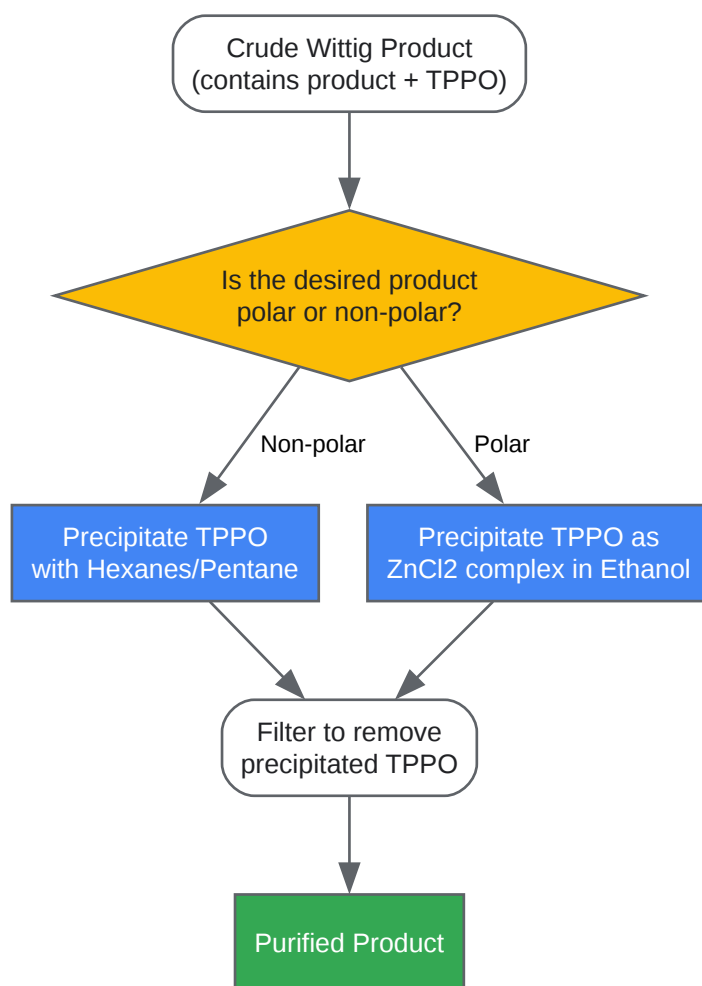 Crude Wittig Product
(contains product + TPPO)
Is the desired product
polar or non-polar?
Non-polar
Polar
Precipitate TPPO
with Hexanes/Pentane
Precipitate TPPO as
ZnCl2 complex in Ethanol
Filter to remove
precipitated TPPO
Purified Product